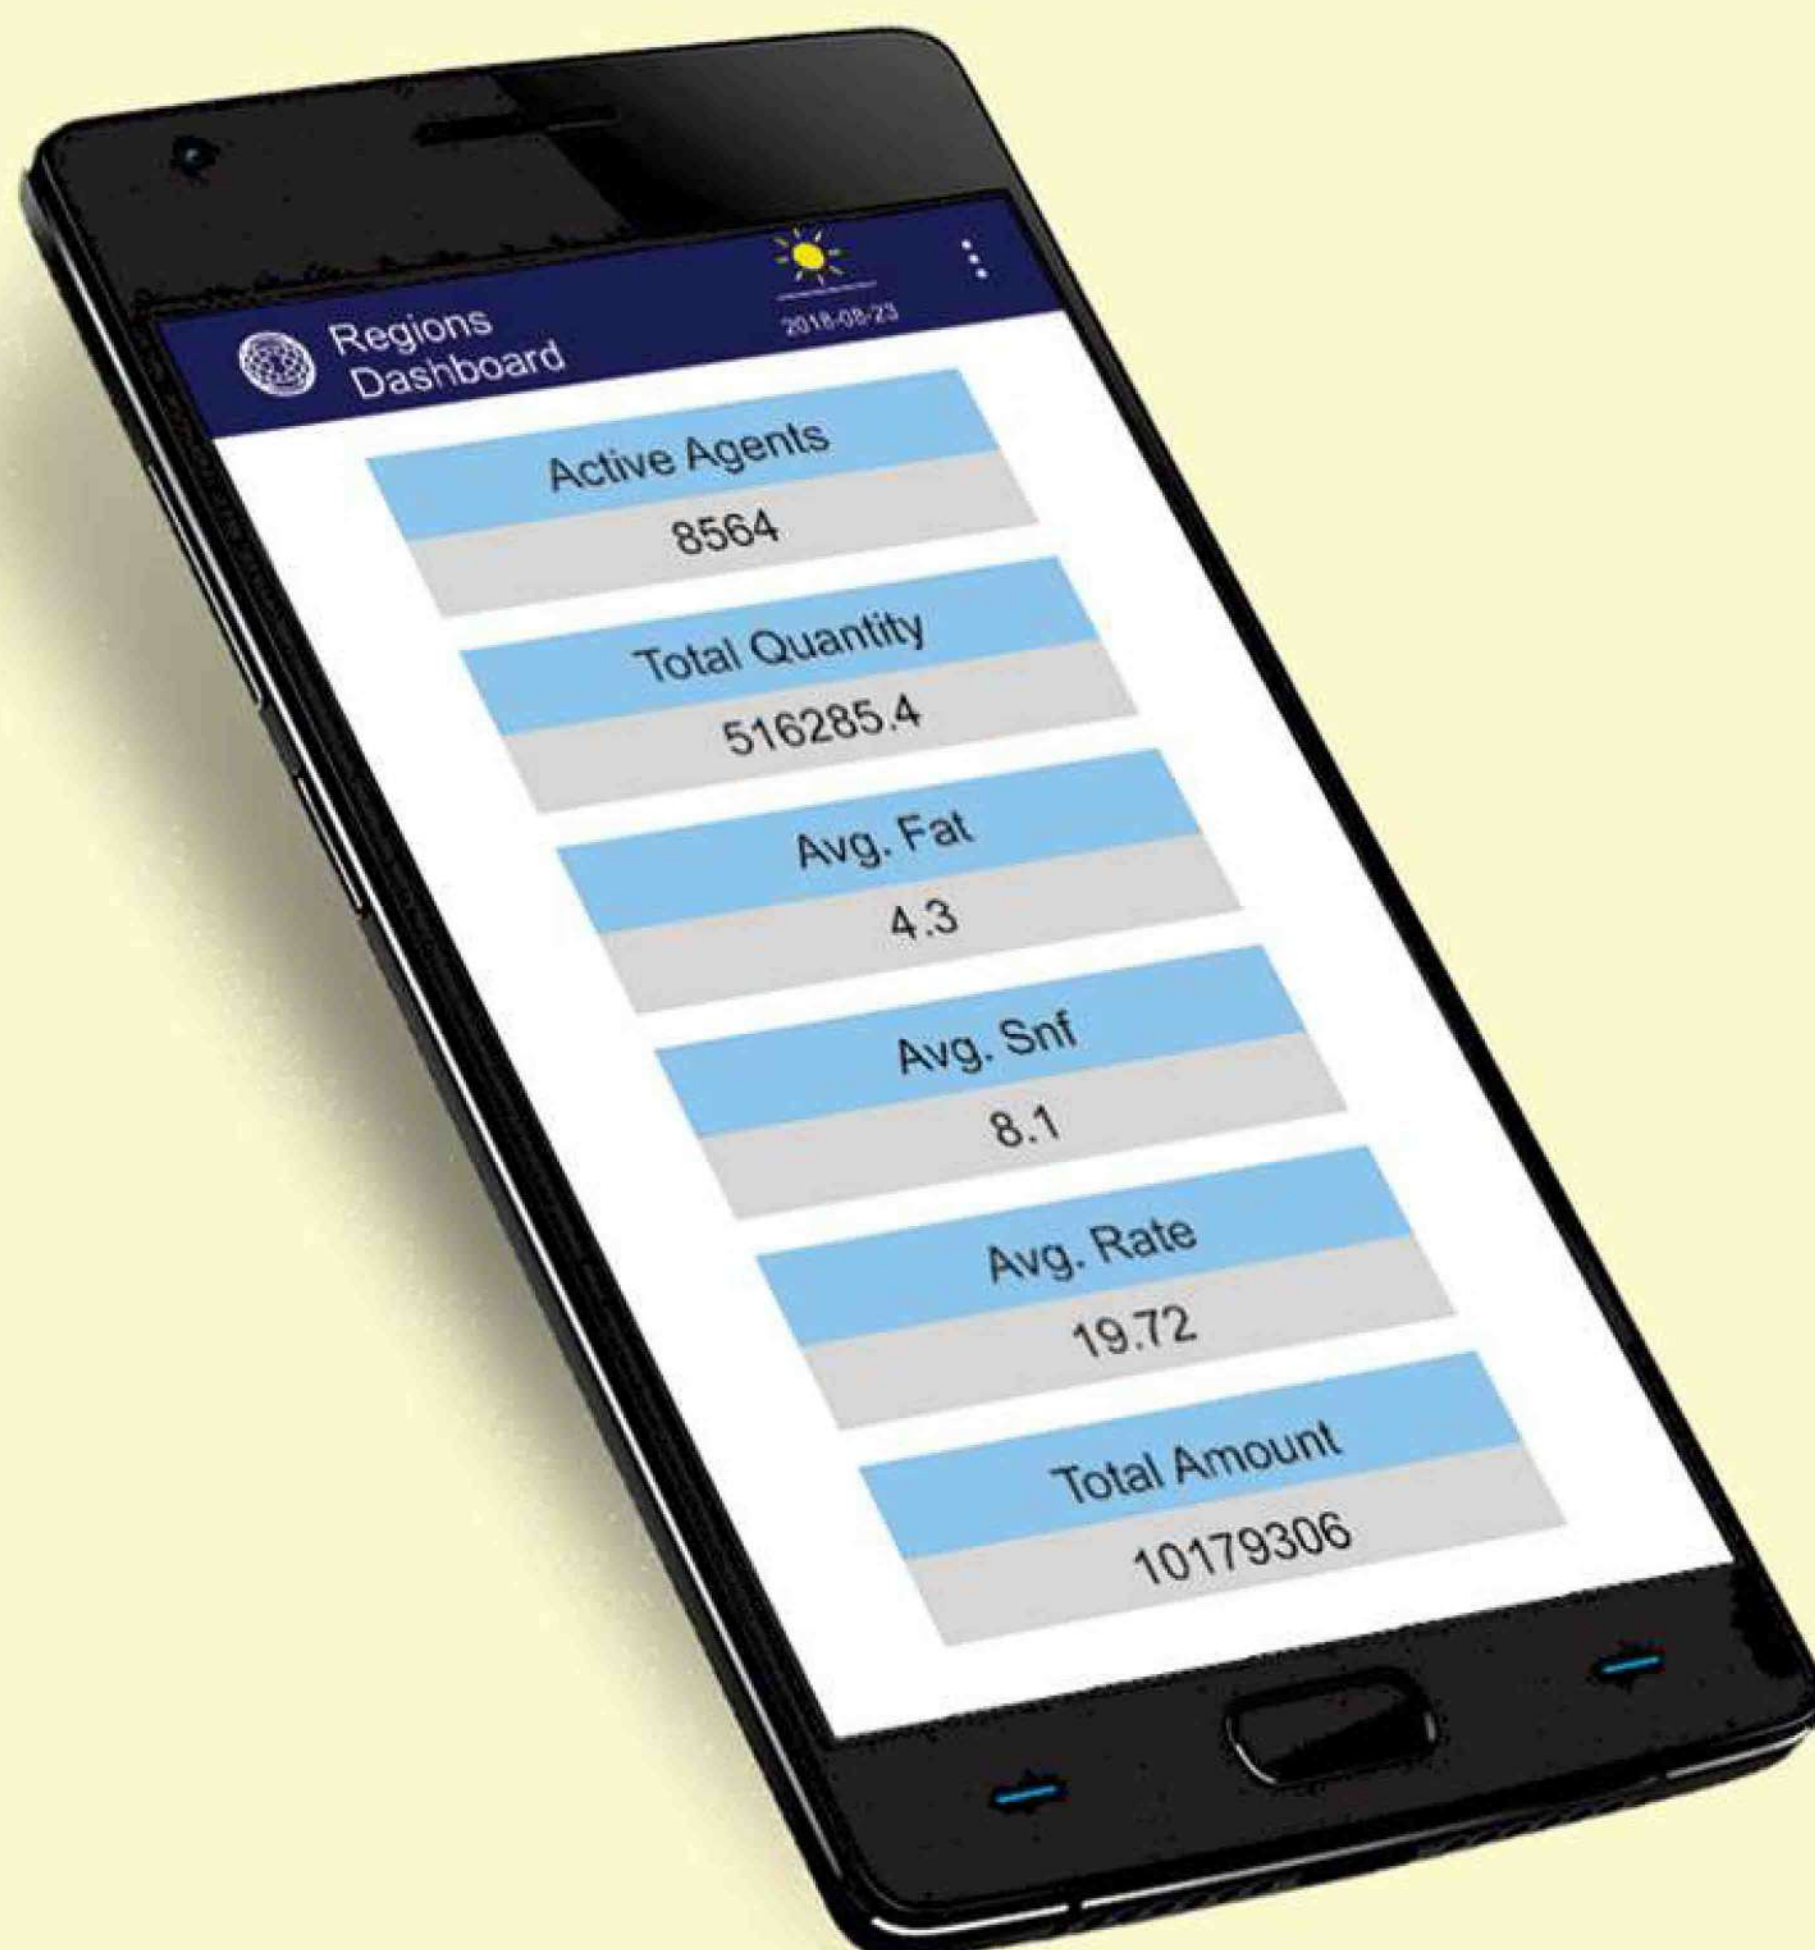 Regions
Dashboard
2018-08-23
Active Agents
8564
Total Quantity
516285.4
Avg. Fat
4.3
Avg. Snf
8.1
Avg. Rate
19.72
Total Amount
10179306